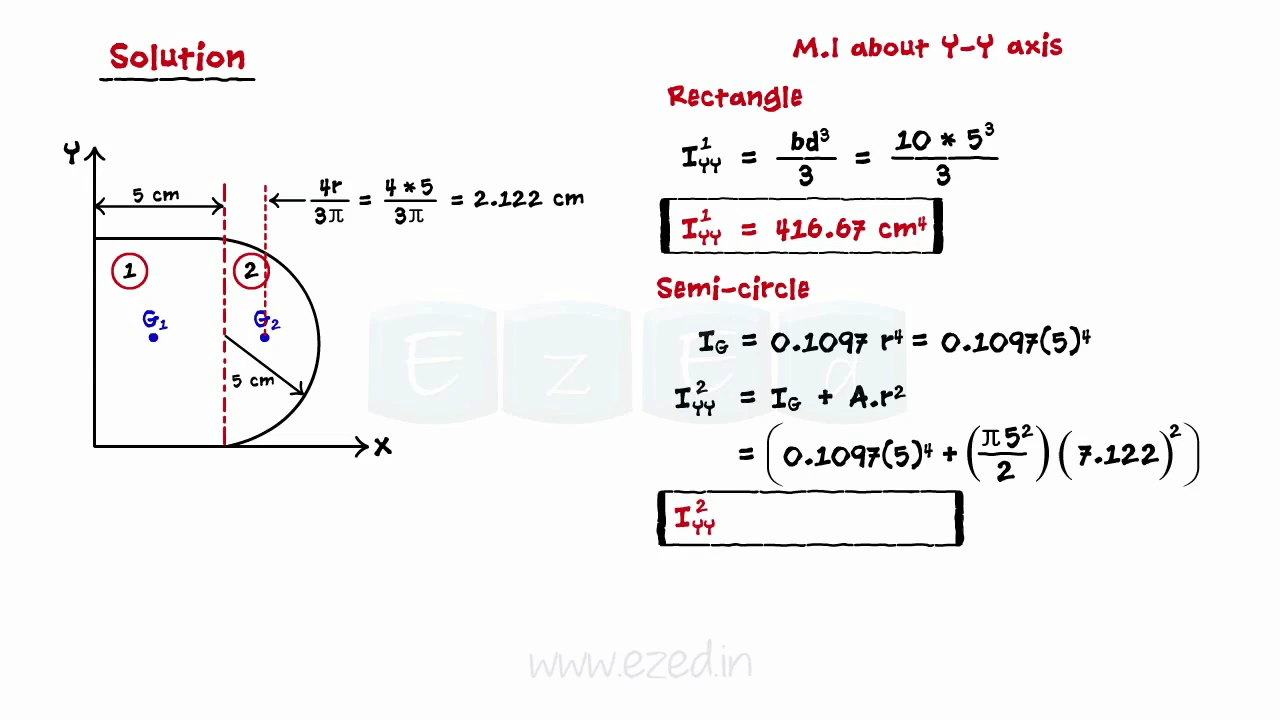 Solution
M.I about Y-Y axis
Rectangle
I¹YY = bd³/3 = 10 * 5³/3
I¹YY = 416.67 cm⁴
Semi-circle
IG = 0.1097 r⁴ = 0.1097(5)⁴
I²YY = IG + A.r²
= (0.1097(5)⁴ + (π5²/2) (7.122)²)
I²YY
Y
5 cm
4r/3π = 4 * 5/3π = 2.122 cm
1
2
G₁
G₂
5 cm
X
EzEd
www.ezed.in